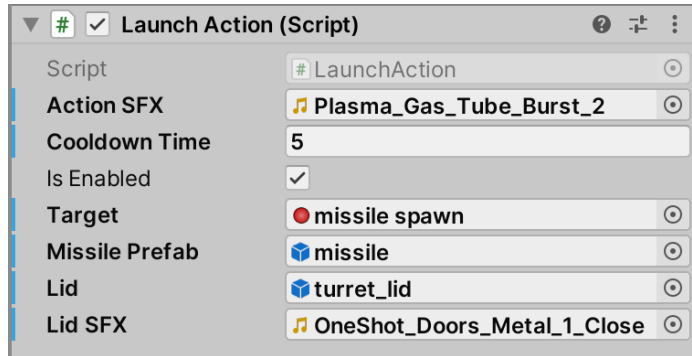 # Launch Action (Script)
Script # LaunchAction
Action SFX Plasma_Gas_Tube_Burst_2
Cooldown Time 5
Is Enabled
Target missile spawn
Missile Prefab missile
Lid turret_lid
Lid SFX OneShot_Doors_Metal_1_Close